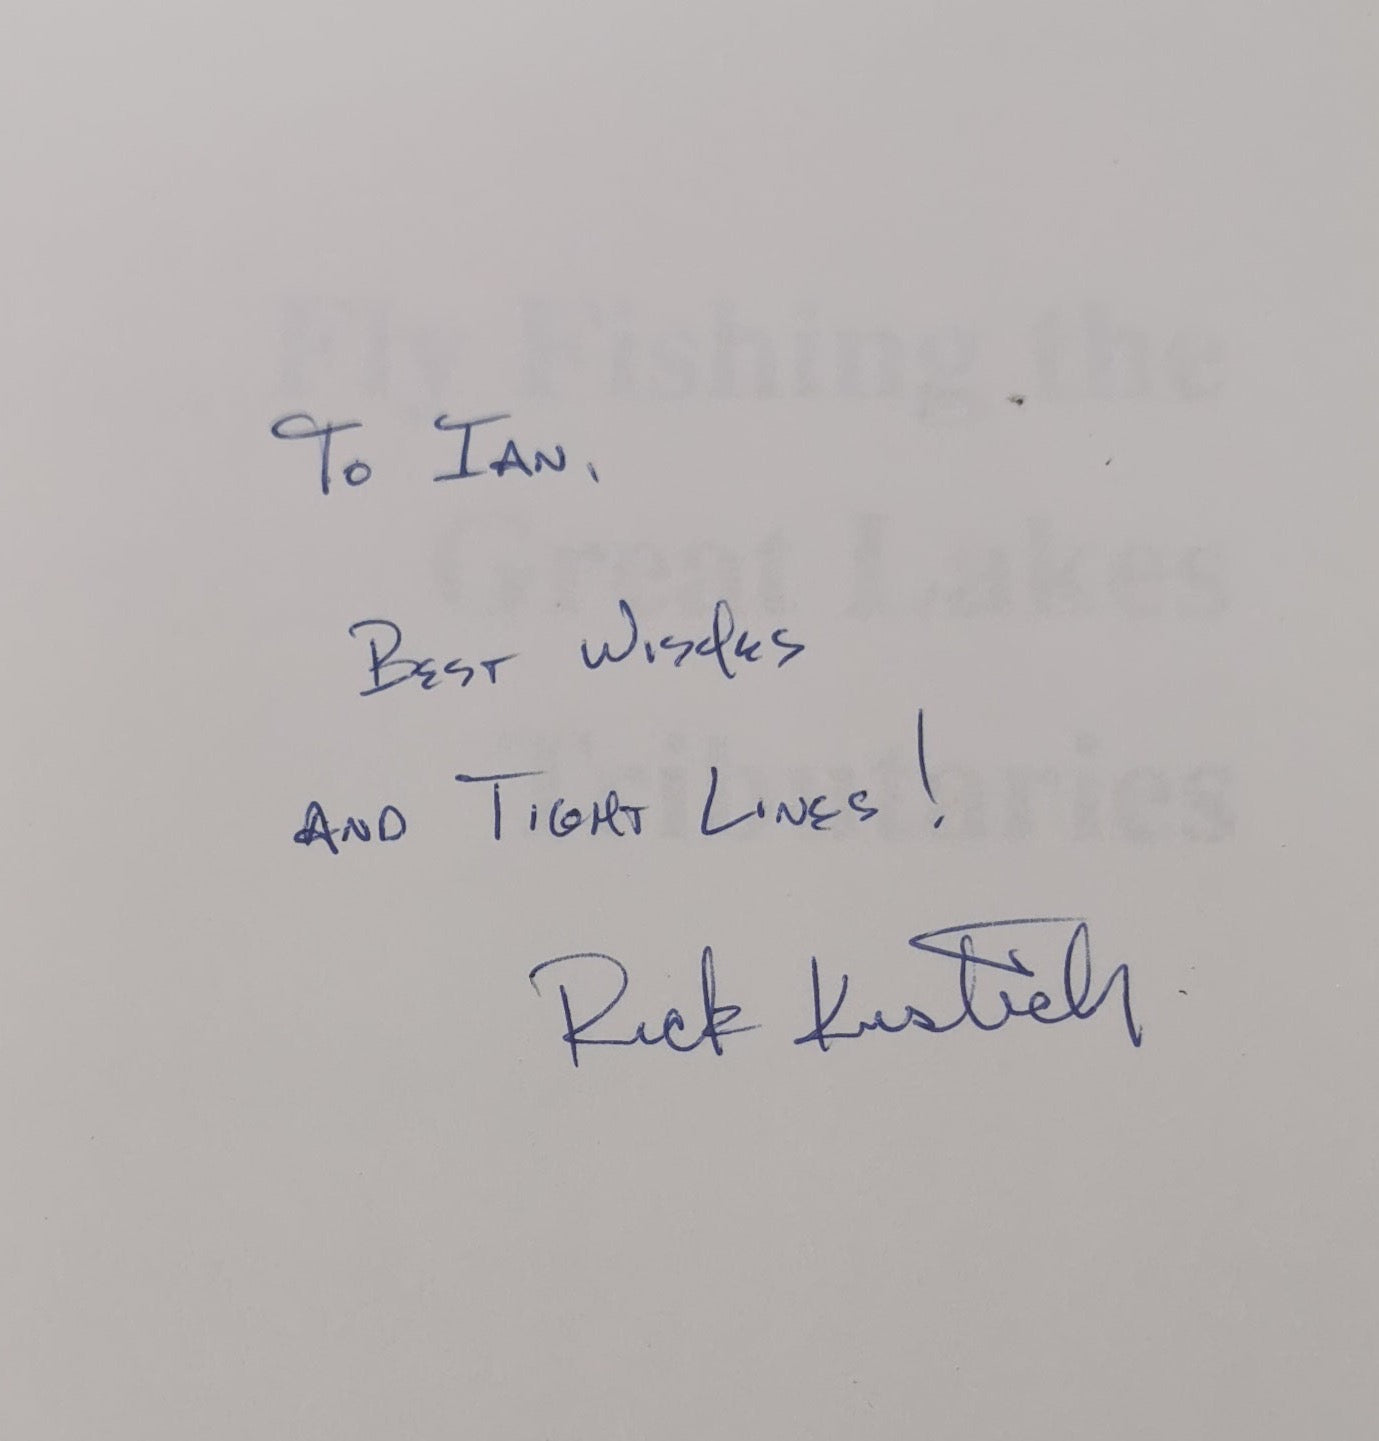 Fly Fishing the
To Ian,
Great Lakes
Best Wishes
and Tight Lines!
Tributaries
Rick Kustich